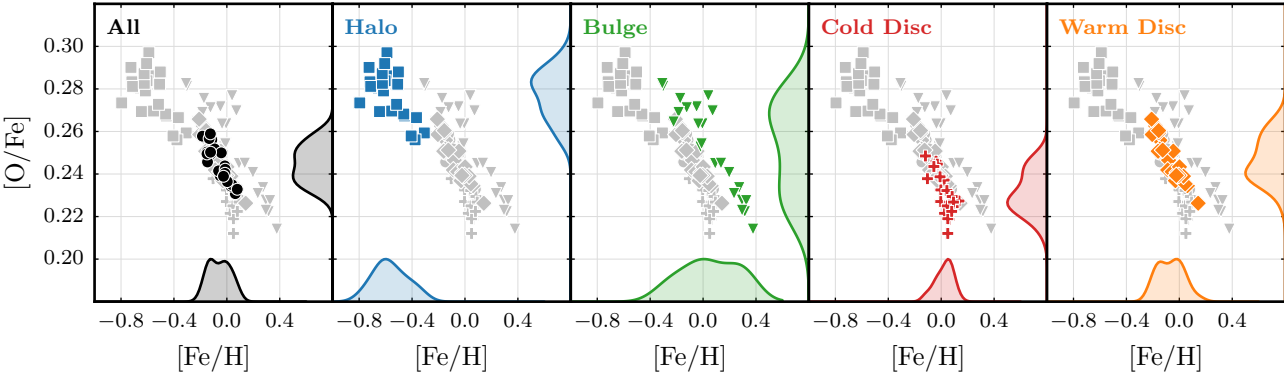 All Halo Bulge Cold Disc Warm Disc
[O/Fe]
0.30
0.28
0.26
0.24
0.22
0.20
−0.8 −0.4 0.0 0.4 −0.8 −0.4 0.0 0.4 −0.8 −0.4 0.0 0.4 −0.8 −0.4 0.0 0.4 −0.8 −0.4 0.0 0.4
[Fe/H] [Fe/H] [Fe/H] [Fe/H] [Fe/H]